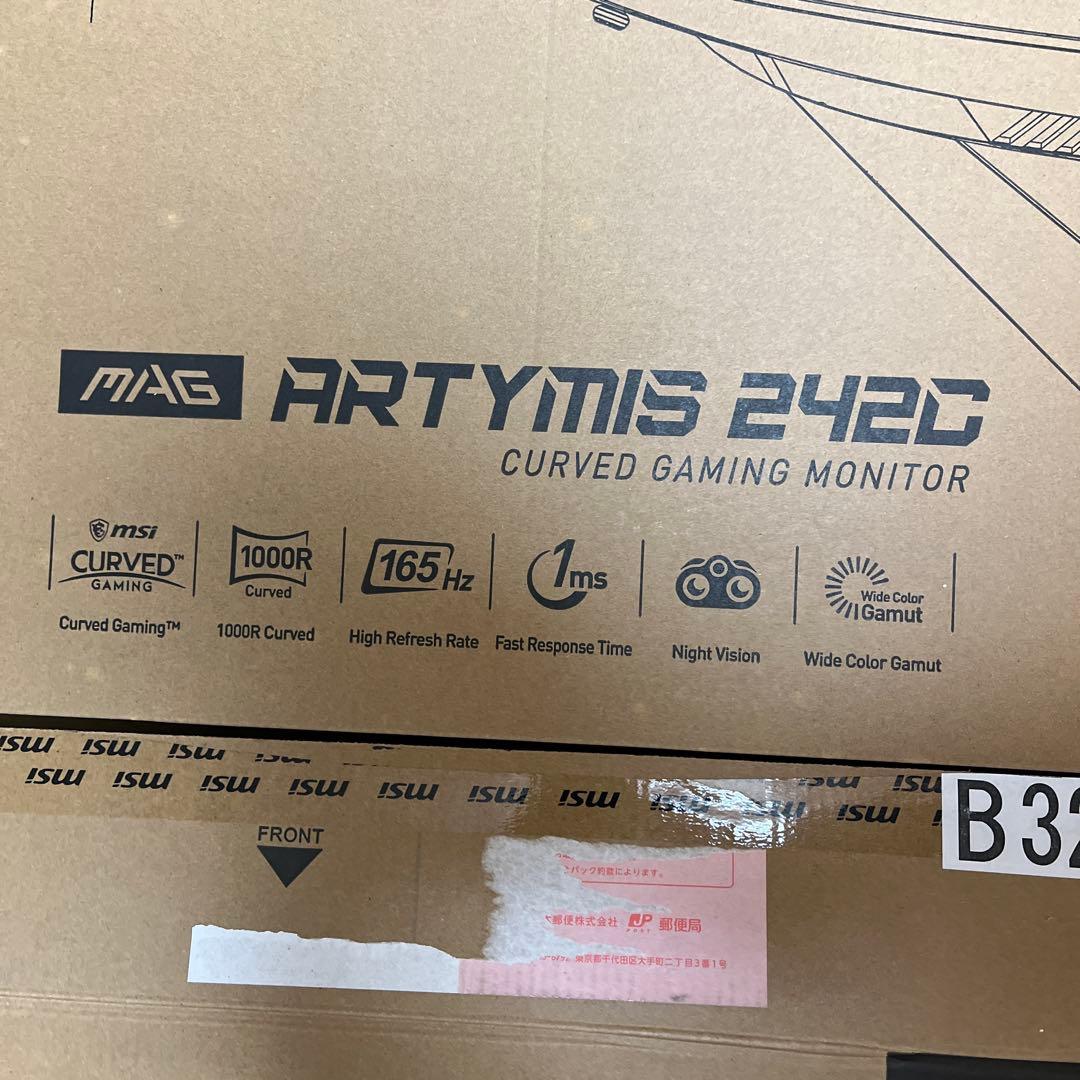 MAG ARTYMIS 242C
CURVED GAMING MONITOR
msi
CURVED™
GAMING
Curved Gaming™
1000R
Curved
1000R Curved
165Hz
High Refresh Rate
1ms
Fast Response Time
Night Vision
Wide Color
Gamut
Wide Color Gamut
msi msi msi msi
msi msi
msi msi msi msi msi msi msi msi msi msi
B32
FRONT
パック約款によります。
郵便株式会社 JP POST 郵便局
東京都千代田区大手町二丁目3番1号